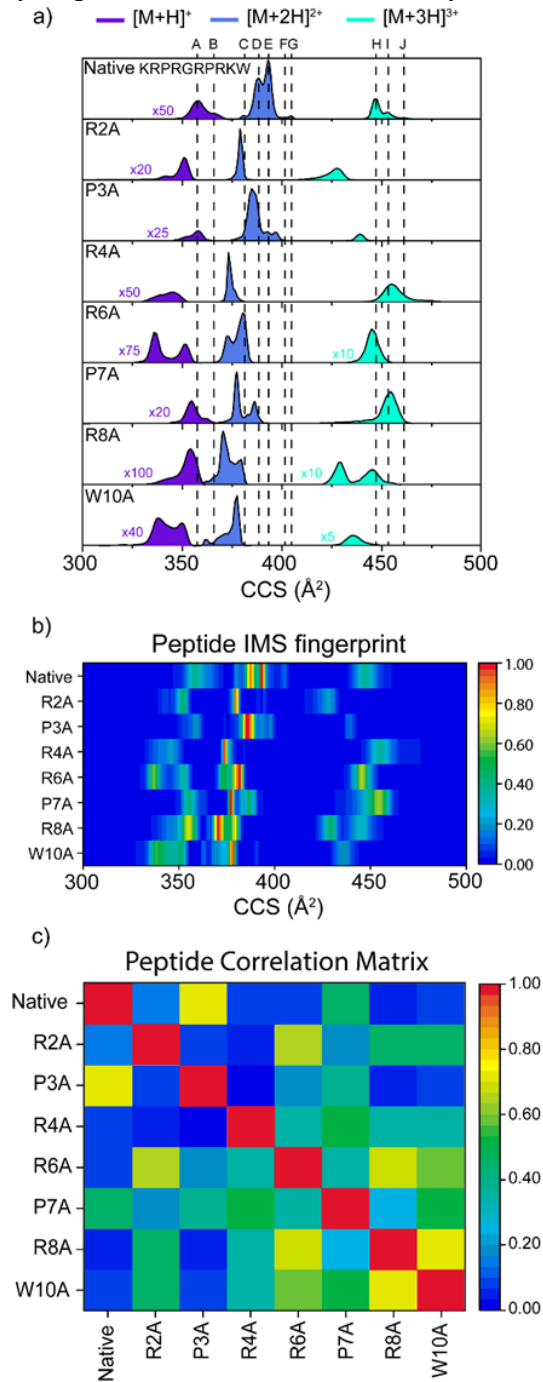 a)
[M+H]⁺ [M+2H]²⁺ [M+3H]³⁺
A B C D E F G H I J
Native KRPRGRPRKW
x50
R2A
x20
P3A
x25
R4A
x50
R6A
x75 x10
P7A
x20
R8A
x100 x10
W10A
x40 x5
300 350 400 450 500
CCS (Å²)
b)
Peptide IMS fingerprint
Native
R2A
P3A
R4A
R6A
P7A
R8A
W10A
1.00
0.80
0.60
0.40
0.20
0.00
300 350 400 450 500
CCS (Å²)
c)
Peptide Correlation Matrix
Native
R2A
P3A
R4A
R6A
P7A
R8A
W10A
1.00
0.80
0.60
0.40
0.20
0.00
Native R2A P3A R4A R6A P7A R8A W10A